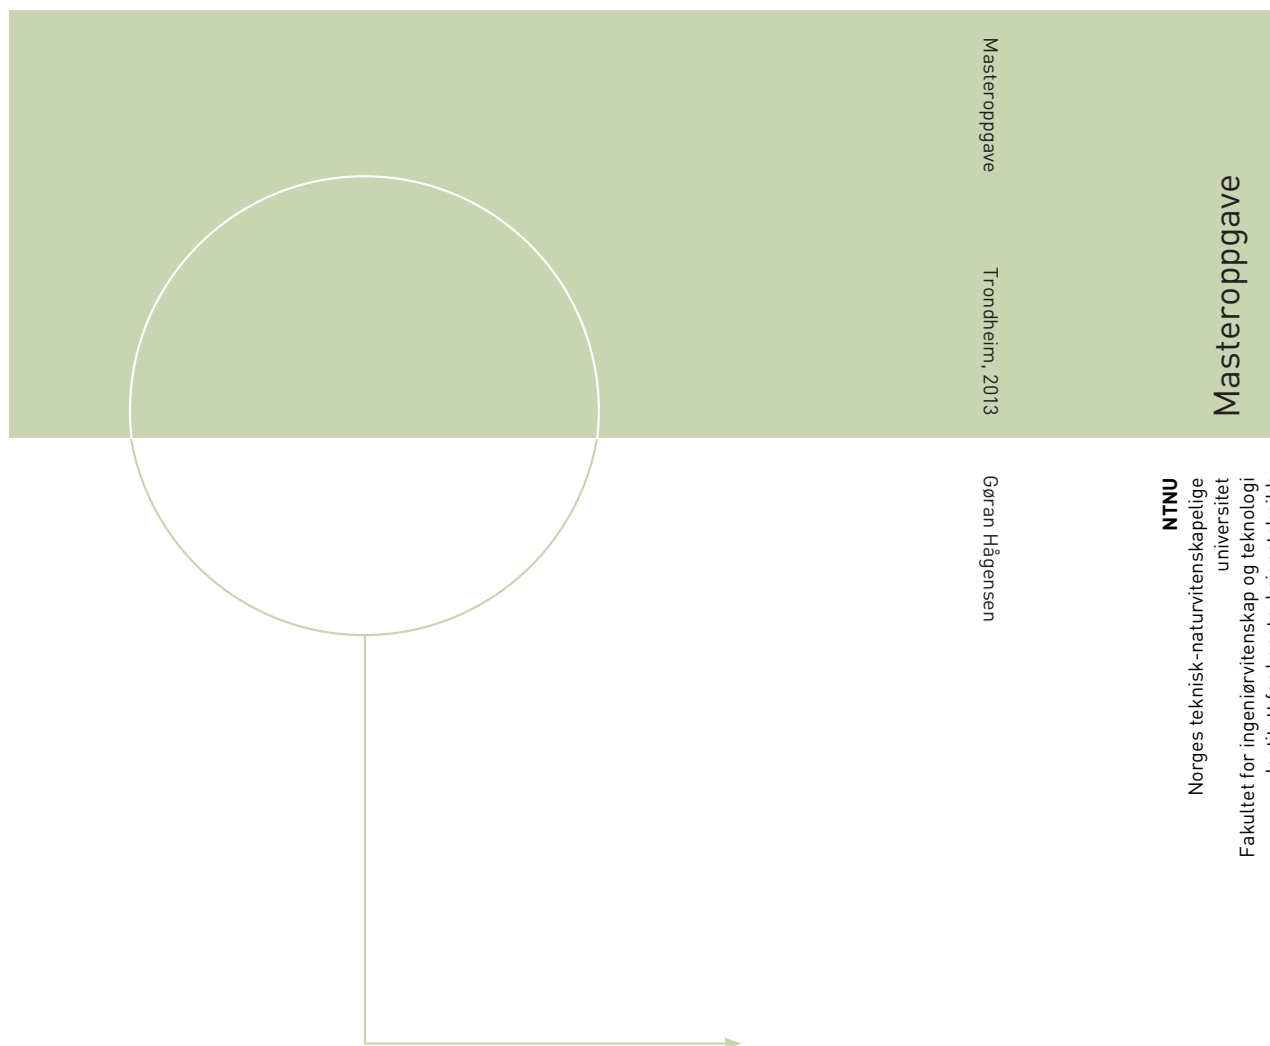 Masteroppgave
Trondheim, 2013
Gøran Hågensen
Masteroppgave
NTNU
Norges teknisk-naturvitenskapelige
universitet
Fakultet for ingeniørvitenskap og teknologi